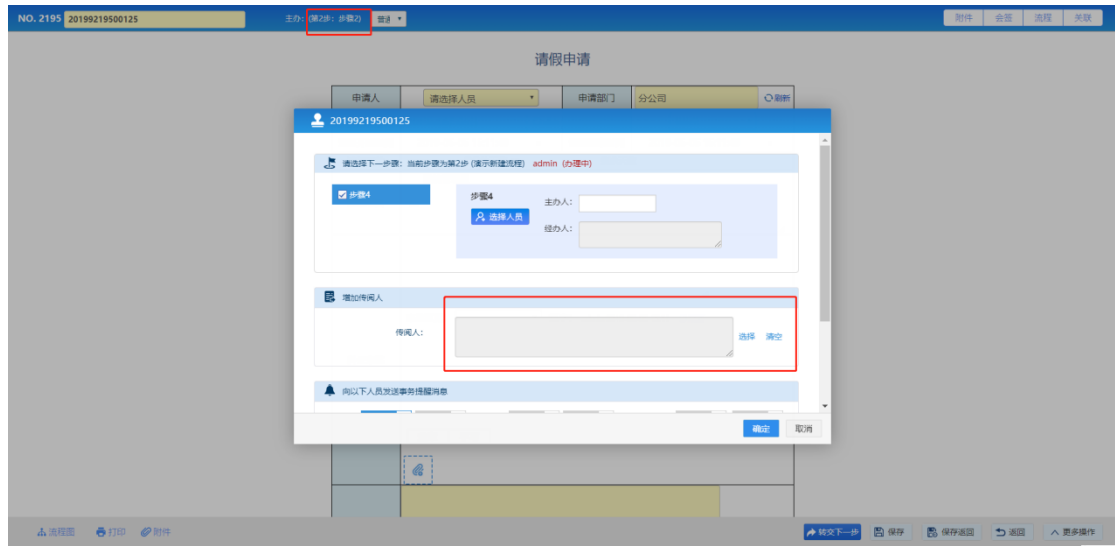 NO. 2195 20199219500125 主办: (第2步: 步骤2) 普通 附件 会签 流程 关联
请假申请
申请人 请选择人员 申请部门 分公司 刷新
20199219500125
请选择下一步骤: 当前步骤为第2步 (演示新建流程) admin (办理中)
步骤4 步骤4 主办人:
选择人员
经办人:
增加传阅人
传阅人: 选择 清空
向以下人员发送事务提醒消息
确定 取消
流程图 打印 附件 转交下一步 保存 保存返回 返回 更多操作